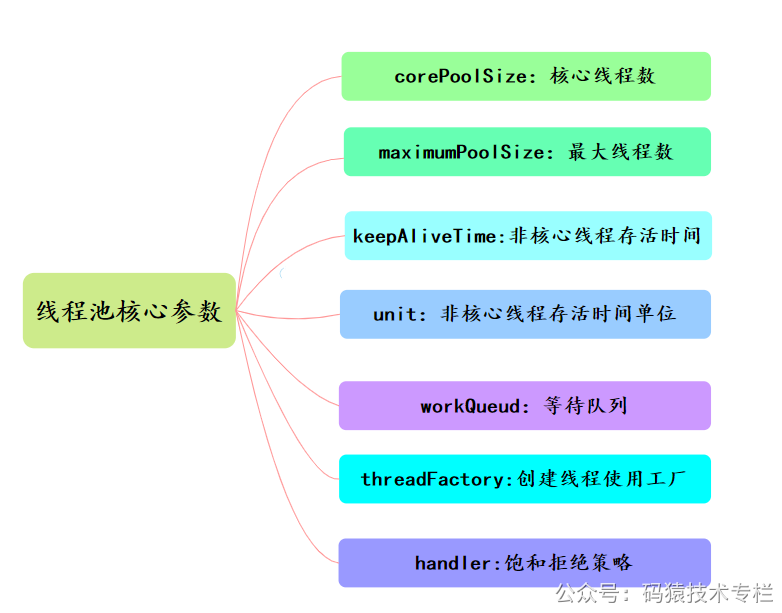 线程池核心参数
corePoolSize: 核心线程数
maximumPoolSize: 最大线程数
keepAliveTime:非核心线程存活时间
unit: 非核心线程存活时间单位
workQueud: 等待队列
threadFactory:创建线程使用工厂
handler:饱和拒绝策略
公众号: 码猿技术专栏